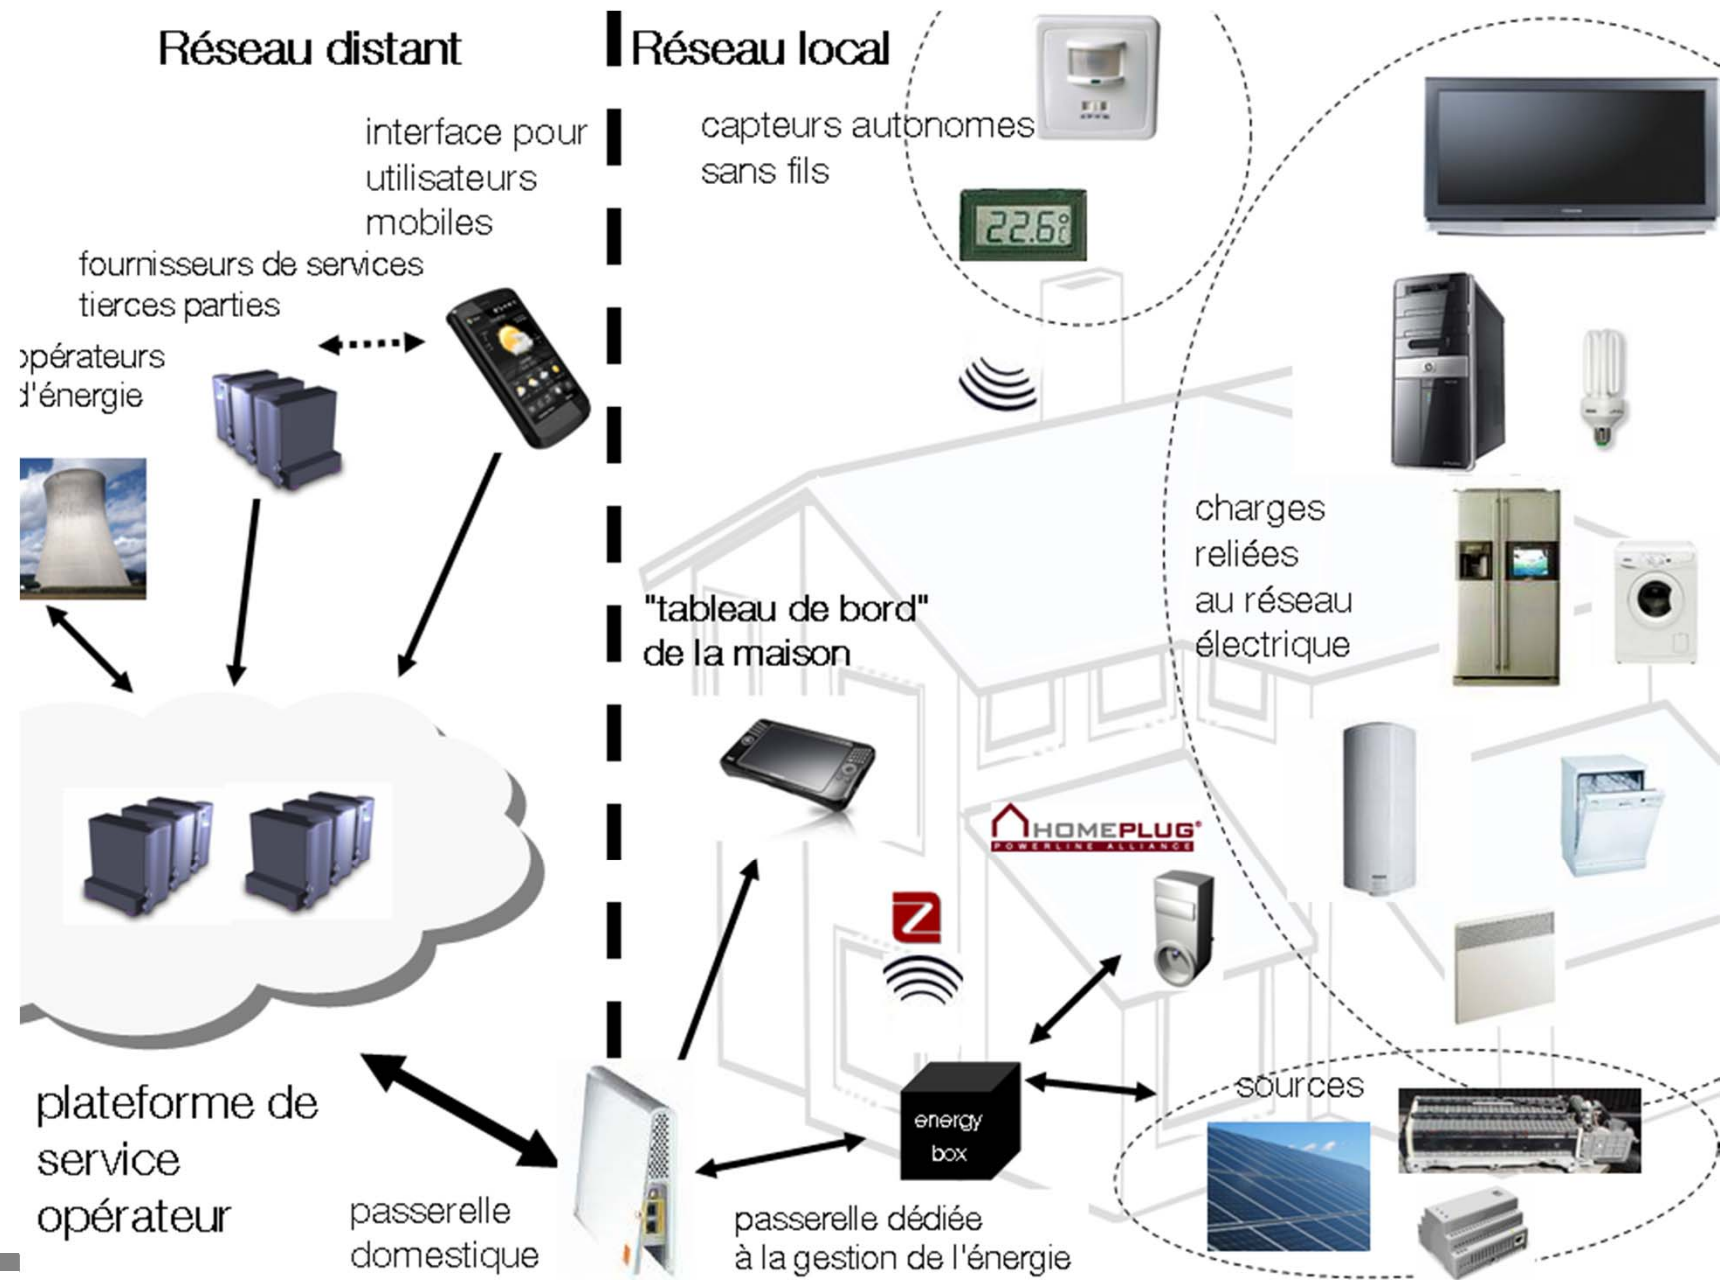 Réseau distant
Réseau local
interface pour
utilisateurs
mobiles
capteurs autonomes
sans fils
22.6°C
fournisseurs de services
tierces parties
opérateurs
d'énergie
charges
reliées
au réseau
électrique
"tableau de bord"
de la maison
HOMEPLUG®
POWERLINE ALLIANCE
Z
energy
box
sources
plateforme de
service
opérateur
passerelle
domestique
passerelle dédiée
à la gestion de l'énergie